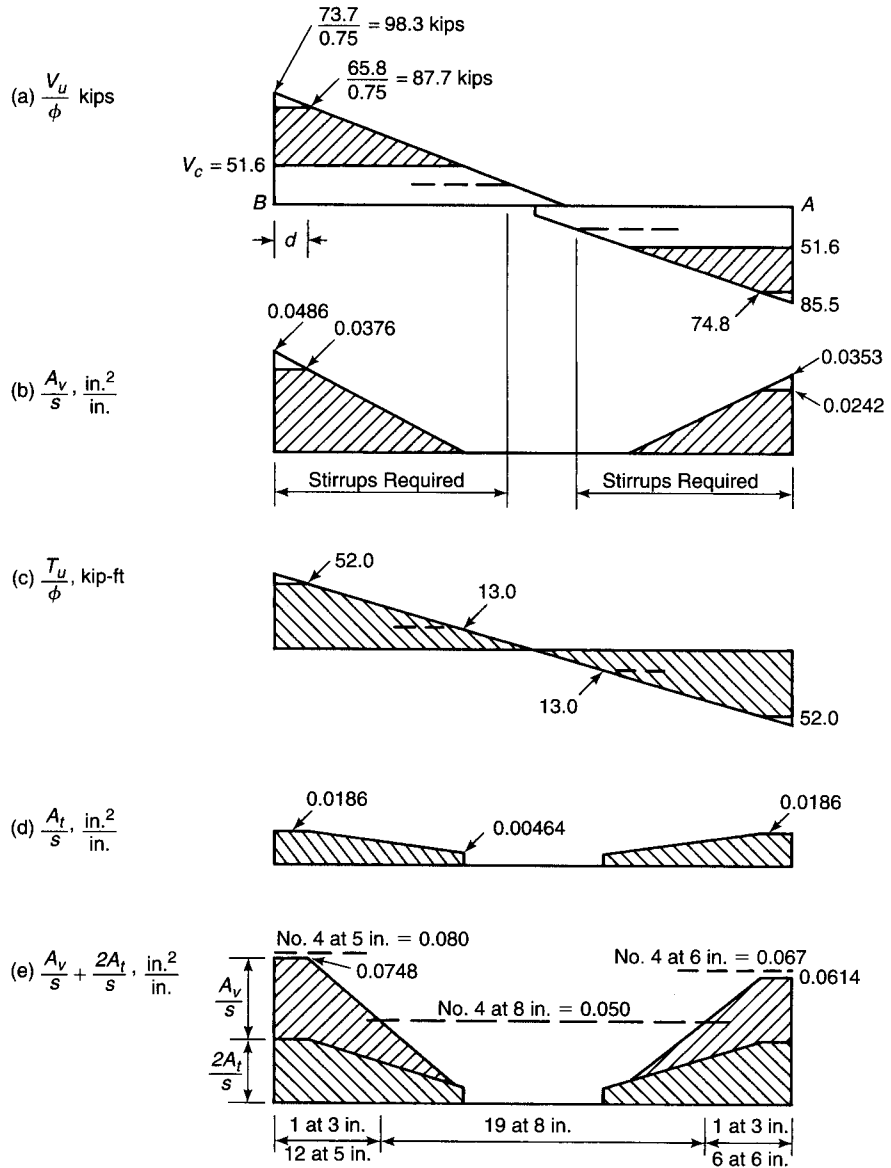 73.7
0.75
= 98.3 kips
65.8
0.75
= 87.7 kips
(a) Vu
ϕ
kips
Vc = 51.6
B
A
d
51.6
74.8
85.5
0.0486
0.0376
0.0353
0.0242
(b) Av
s
, in.²
in.
Stirrups Required
Stirrups Required
(c) Tu
ϕ
, kip-ft
52.0
13.0
13.0
52.0
(d) At
s
, in.²
in.
0.0186
0.00464
0.0186
(e) Av
s
+ 2At
s
, in.²
in.
No. 4 at 5 in. = 0.080
0.0748
No. 4 at 6 in. = 0.067
0.0614
No. 4 at 8 in. = 0.050
Av
s
2At
s
1 at 3 in.
12 at 5 in.
19 at 8 in.
1 at 3 in.
6 at 6 in.